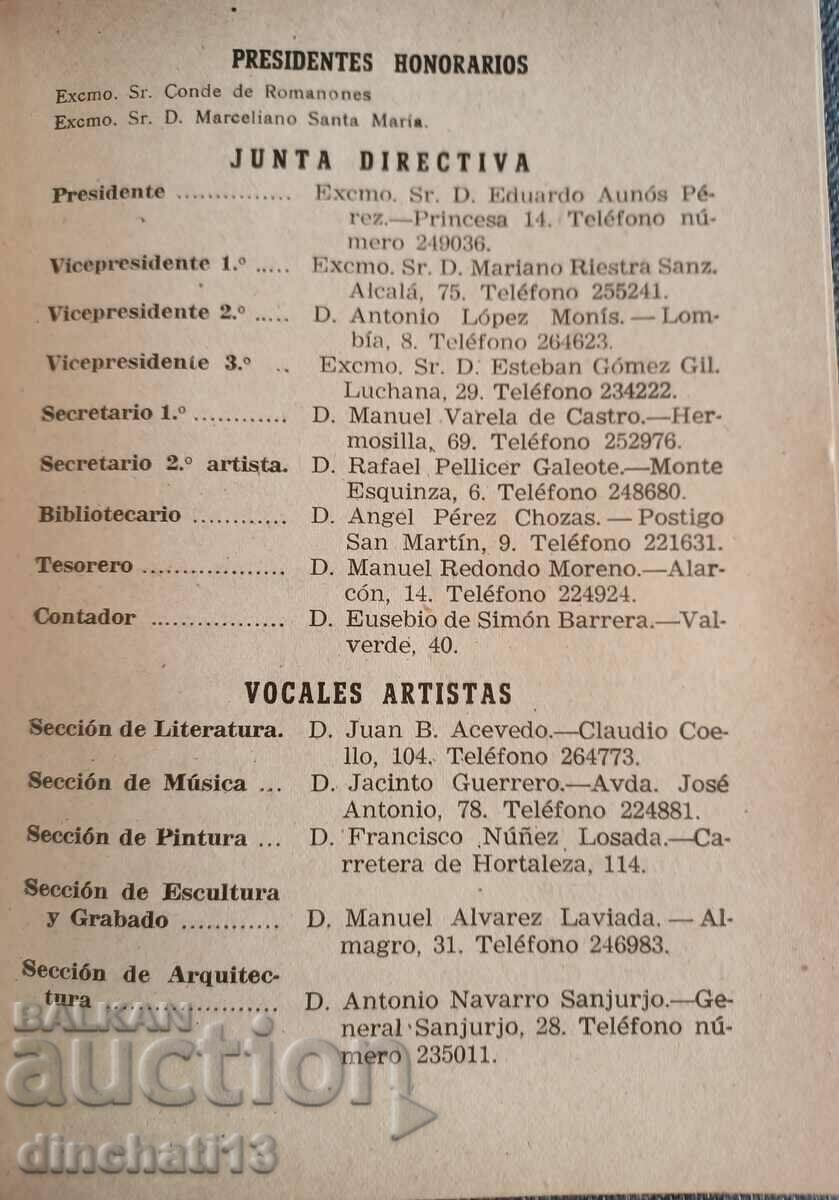 PRESIDENTES HONORARIOS
Excmo. Sr. Conde de Romanones
Excmo. Sr. D. Marceliano Santa María.
JUNTA DIRECTIVA
Presidente ............... Excmo. Sr. D. Eduardo Aunós Pé-
rez.—Princesa 14. Teléfono nú-
mero 249036.
Vicepresidente 1.º ..... Excmo. Sr. D. Mariano Riestra Sanz.
Alcalá, 75. Teléfono 255241.
Vicepresidente 2.º ..... D. Antonio López Monís.—Lom-
bía, 8. Teléfono 264623.
Vicepresidente 3.º .. Excmo. Sr. D. Esteban Gómez Gil.
Luchana, 29. Teléfono 234222.
Secretario 1.º ............ D. Manuel Varela de Castro.—Her-
mosilla, 69. Teléfono 252976.
Secretario 2.º artista. D. Rafael Pellicer Galeote.—Monte
Esquinza, 6. Teléfono 248680.
Bibliotecario ............ D. Angel Pérez Chozas.—Postigo
San Martín, 9. Teléfono 221631.
Tesorero .................. D. Manuel Redondo Moreno.—Alar-
cón, 14. Teléfono 224924.
Contador ................. D. Eusebio de Simón Barrera.—Val-
verde, 40.
VOCALES ARTISTAS
Sección de Literatura. D. Juan B. Acevedo.—Claudio Coe-
llo, 104. Teléfono 264773.
Sección de Música ... D. Jacinto Guerrero.—Avda. José
Antonio, 78. Teléfono 224881.
Sección de Pintura ... D. Francisco Núñez Losada.—Ca-
rretera de Hortaleza, 114.
Sección de Escultura
y Grabado ............ D. Manuel Alvarez Laviada.—Al-
magro, 31. Teléfono 246983.
Sección de Arquitec-
tura ...................... D. Antonio Navarro Sanjurjo.—Ge-
neral Sanjurjo, 28. Teléfono nú-
mero 235011.
BALKAN
auction
dinchati13